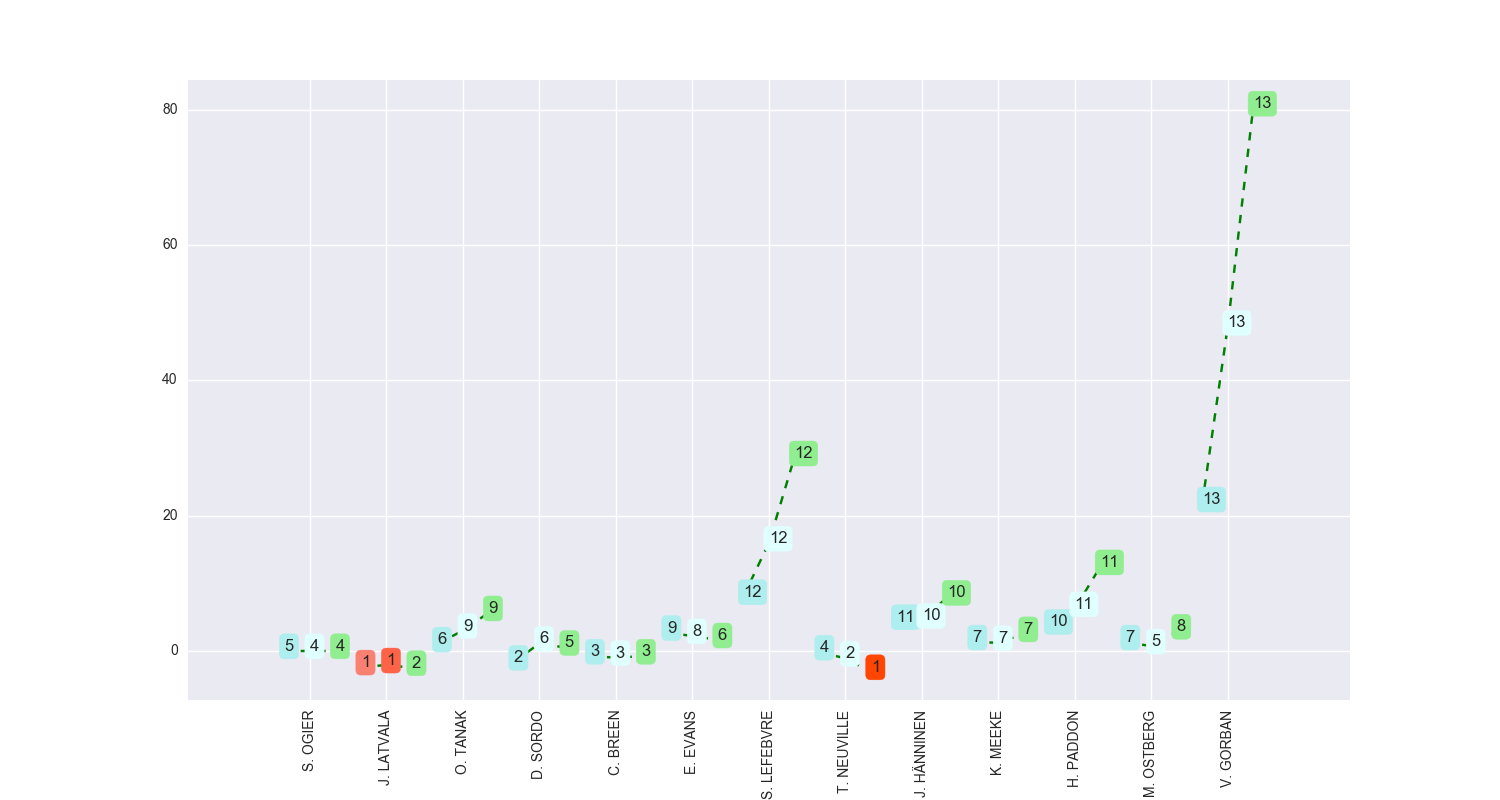 80
60
40
20
0
5 4 4
1 1 2
6 9 9
2 6 5
3 3 3
9 8 6
12 12 12
4 2 1
11 10 10
7 7 7
10 11 11
7 5 8
13 13 13
S. OGIER
J. LATVALA
O. TANAK
D. SORDO
C. BREEN
E. EVANS
S. LEFEBVRE
T. NEUVILLE
J. HÄNNINEN
K. MEEKE
H. PADDON
M. OSTBERG
V. GORBAN